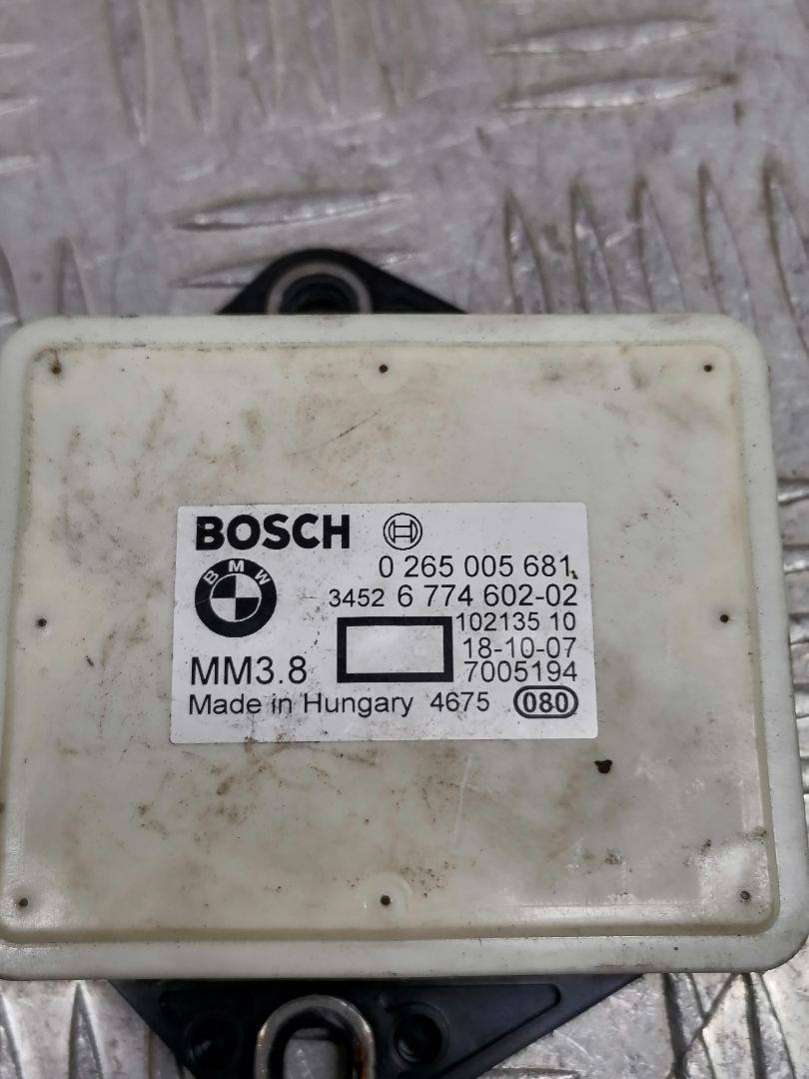 BOSCH
0 265 005 681
BMW
3452 6 774 602-02
102135 10
18-10-07
MM3.8
7005194
Made in Hungary 4675 080